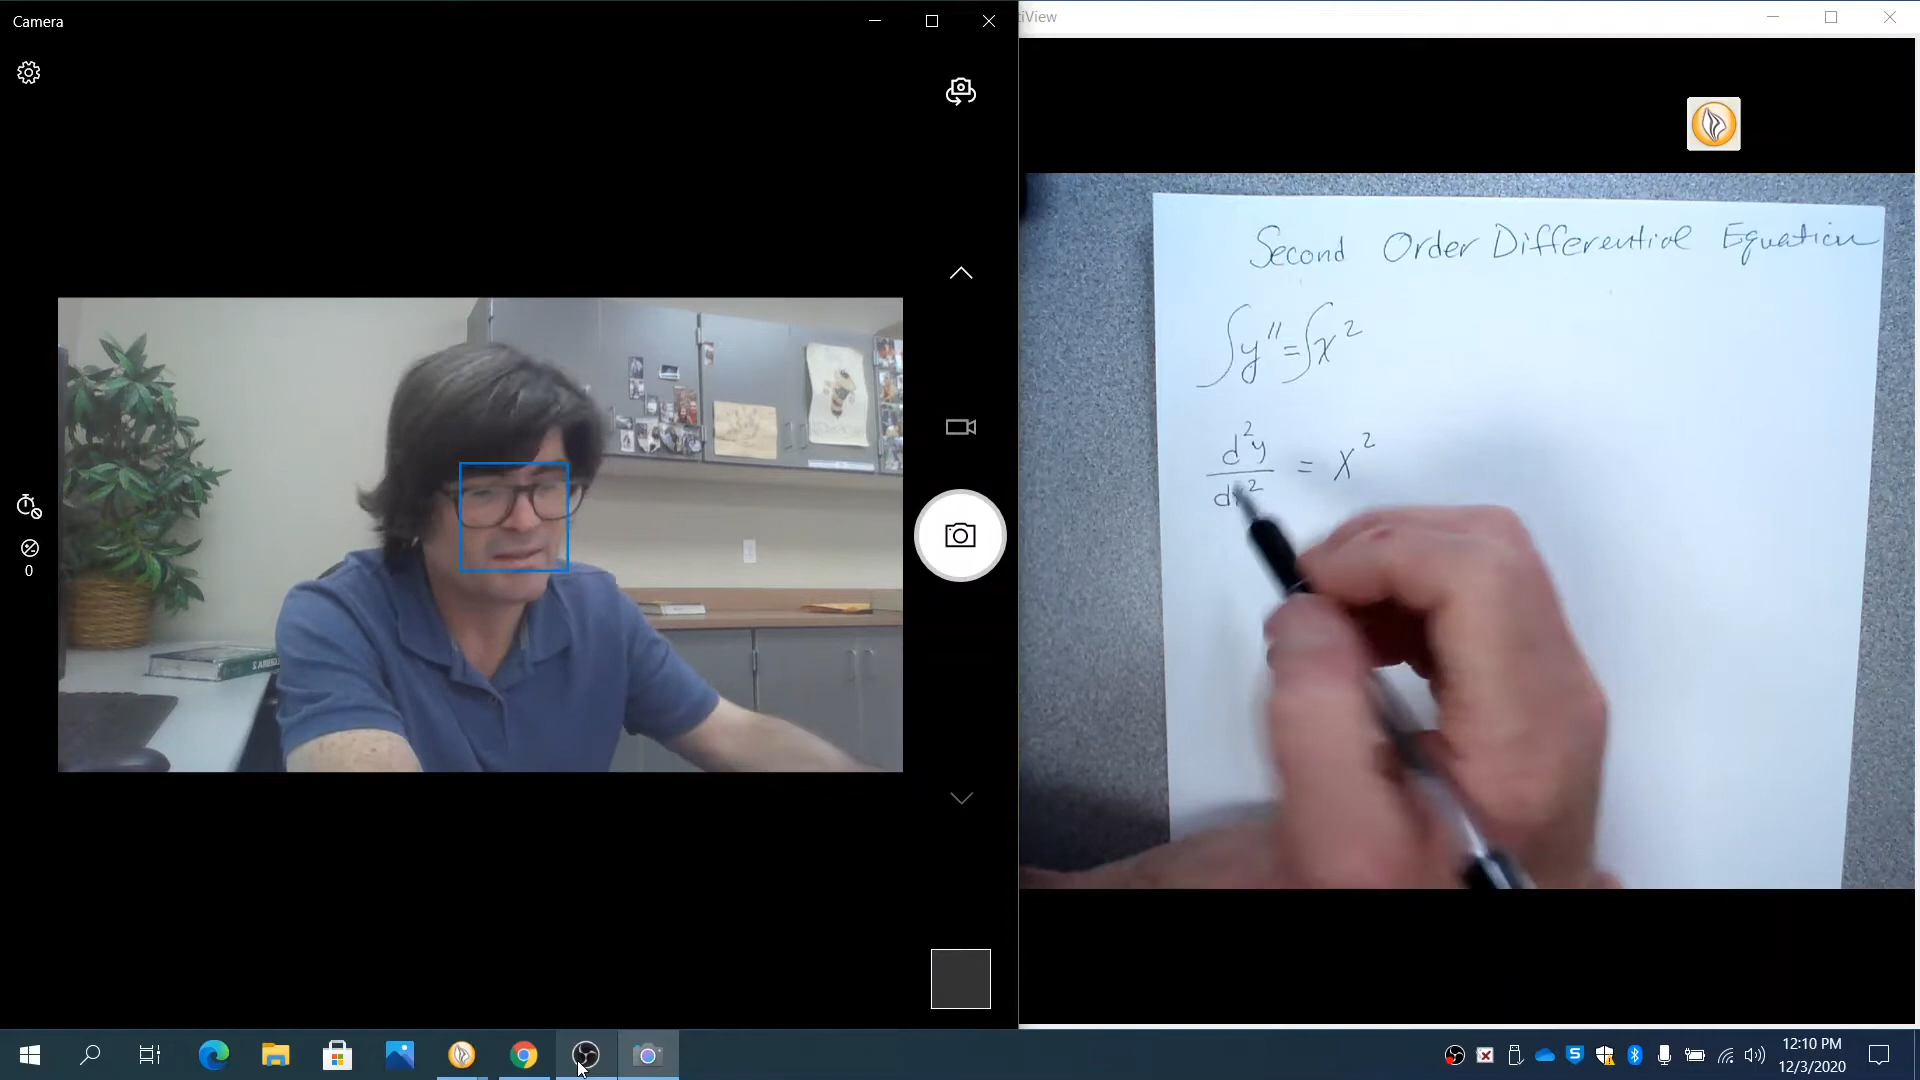 Camera
iView
0
Second Order Differential Equation
∫y''=∫x²
d²y
dx² = x²
12:10 PM
12/3/2020